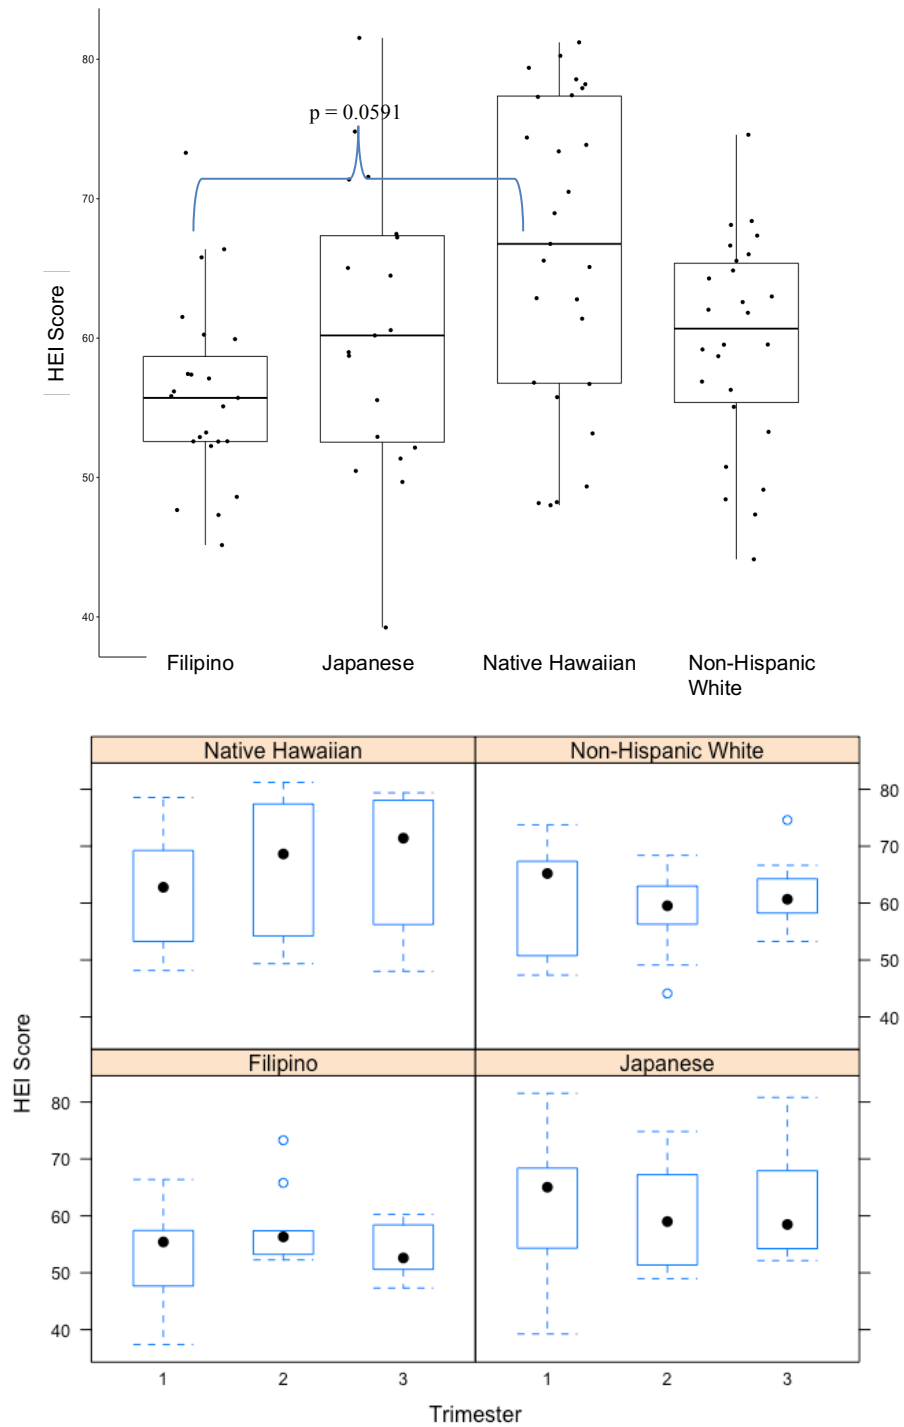 80
p = 0.0591
70
HEI Score
60
50
40
Filipino
Japanese
Native Hawaiian
Non-Hispanic
White
Native Hawaiian
Non-Hispanic White
80
70
60
50
40
HEI Score
Filipino
Japanese
80
70
60
50
40
1
2
3
1
2
3
Trimester